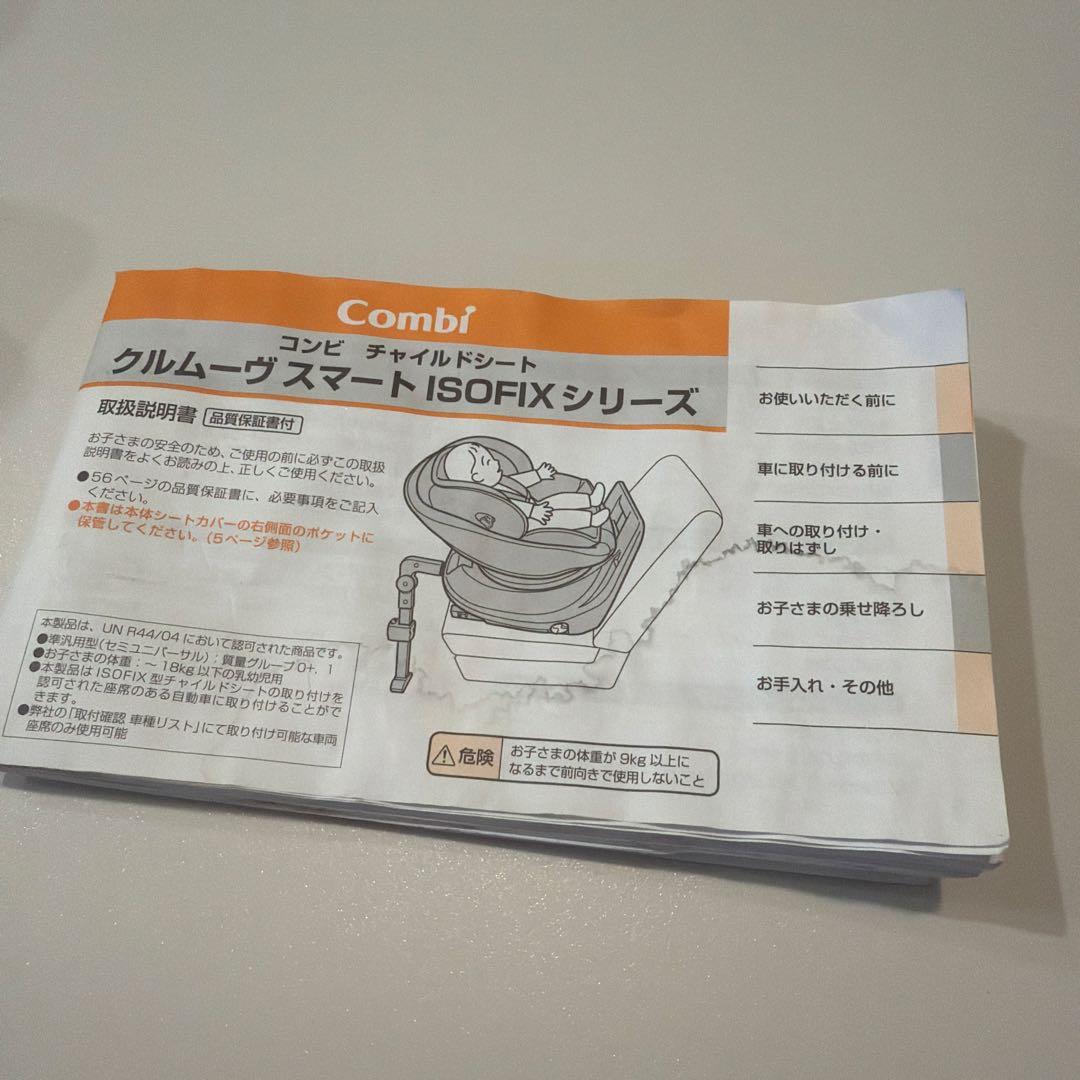 Combi
コンビ チャイルドシート
クルムーヴ スマート ISOFIXシリーズ
取扱説明書 品質保証書付
お子さまの安全のため、ご使用の前に必ずこの取扱
説明書をよくお読みの上、正しくご使用ください。
●56ページの品質保証書に、必要事項をご記入
ください。
●本書は本体シートカバーの右側面のポケットに
保管してください。(5ページ参照)
本製品は、UN R44/04 において認可された商品です。
●準汎用型(セミユニバーサル);質量グループ0+, 1
●お子さまの体重:~18kg以下の乳幼児用
●本製品はISOFIX 型チャイルドシートの取り付けを
認可された座席のある自動車に取り付けることがで
きます。
●弊社の「取付確認 車種リスト」にて取り付け可能な車両
座席のみ使用可能
危険
お子さまの体重が9kg以上に
なるまで前向きで使用しないこと
お使いいただく前に
車に取り付ける前に
車への取り付け・
取りはずし
お子さまの乗せ降ろし
お手入れ・その他